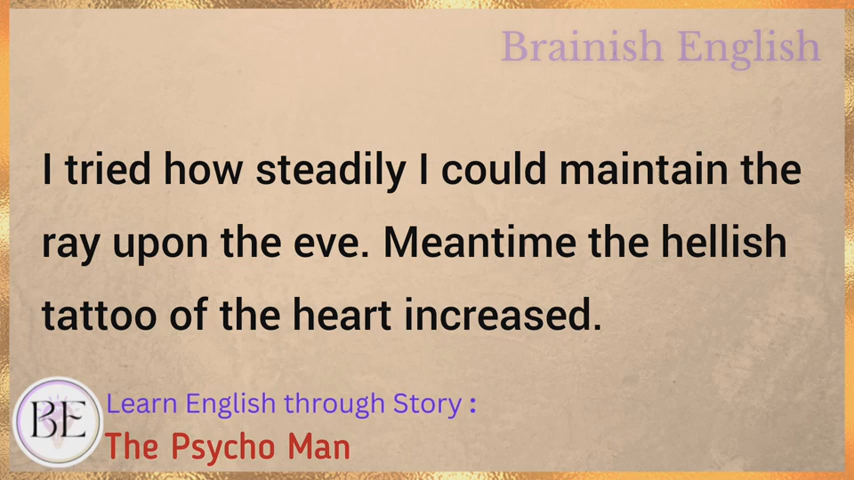 Brainish English
I tried how steadily I could maintain the
ray upon the eve. Meantime the hellish
tattoo of the heart increased.
BE
Learn English through Story :
The Psycho Man